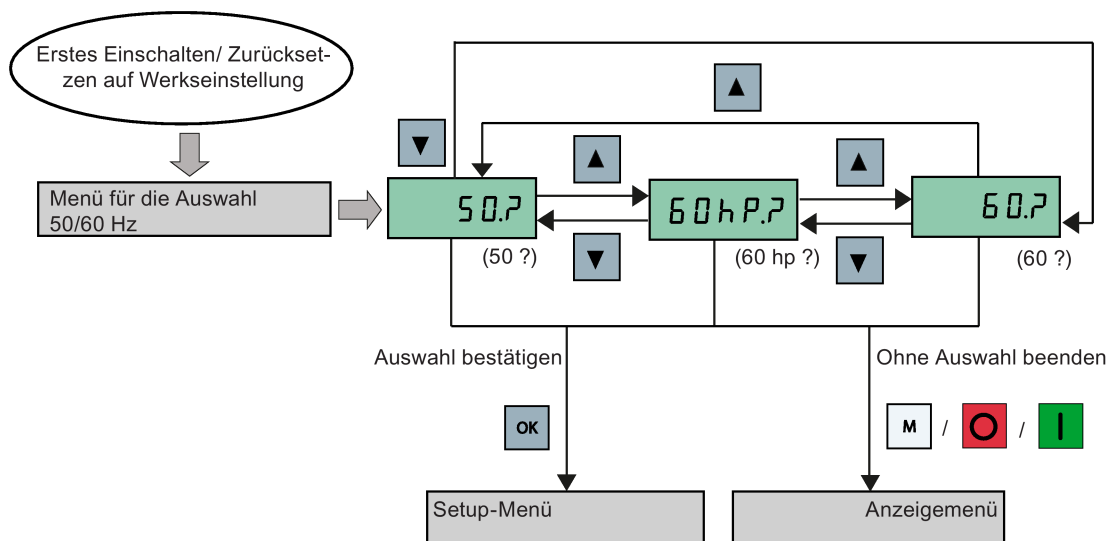 Erstes Einschalten/ Zurückset-
zen auf Werkseinstellung
Menü für die Auswahl
50/60 Hz
50.?
(50 ?)
60hP.?
(60 hp ?)
60.?
(60 ?)
Auswahl bestätigen
Ohne Auswahl beenden
OK
M / /
Setup-Menü
Anzeigemenü